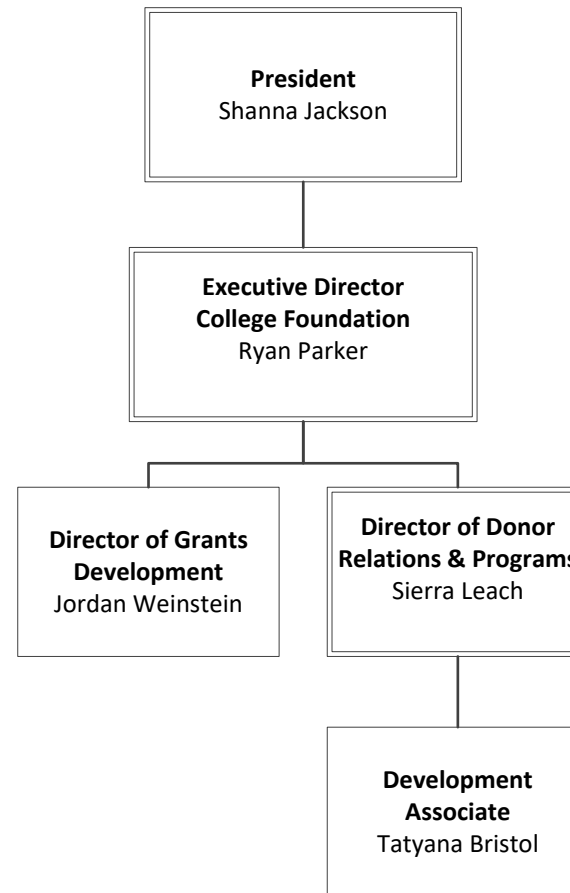 President
Shanna Jackson
Executive Director
College Foundation
Ryan Parker
Director of Grants
Development
Jordan Weinstein
Director of Donor
Relations & Programs
Sierra Leach
Development
Associate
Tatyana Bristol